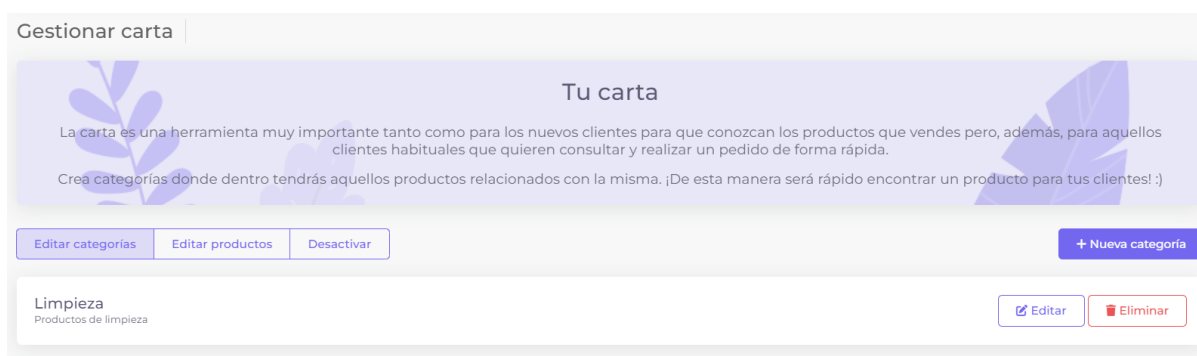 Gestionar carta
Tu carta
La carta es una herramienta muy importante tanto como para los nuevos clientes para que conozcan los productos que vendes pero, además, para aquellos
clientes habituales que quieren consultar y realizar un pedido de forma rápida.
Crea categorías donde dentro tendrás aquellos productos relacionados con la misma. ¡De esta manera será rápido encontrar un producto para tus clientes! :)
Editar categorías Editar productos Desactivar + Nueva categoría
Limpieza
Productos de limpieza
Editar Eliminar